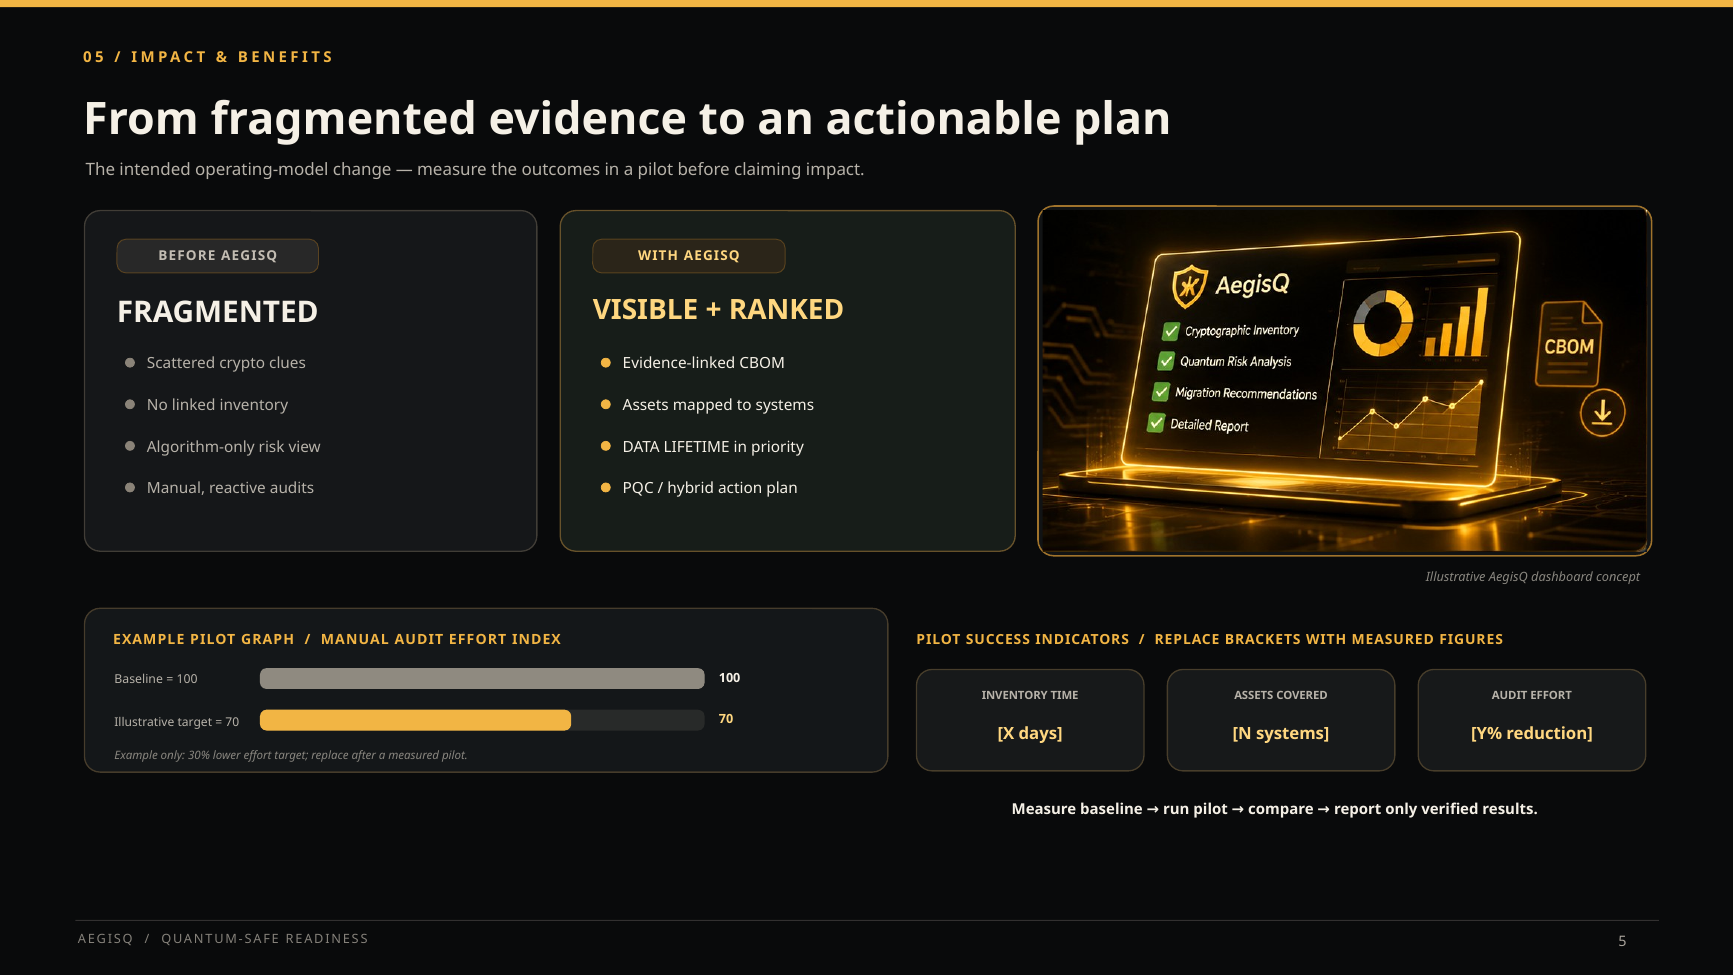 05 / IMPACT & BENEFITS
From fragmented evidence to an actionable plan
The intended operating-model change — measure the outcomes in a pilot before claiming impact.
BEFORE AEGISQ
FRAGMENTED
Scattered crypto clues
No linked inventory
Algorithm-only risk view
Manual, reactive audits
WITH AEGISQ
VISIBLE + RANKED
Evidence-linked CBOM
Assets mapped to systems
DATA LIFETIME in priority
PQC / hybrid action plan
AegisQ
Cryptographic Inventory
Quantum Risk Analysis
Migration Recommendations
Detailed Report
CBOM
Illustrative AegisQ dashboard concept
EXAMPLE PILOT GRAPH / MANUAL AUDIT EFFORT INDEX
Baseline = 100
100
Illustrative target = 70
70
Example only: 30% lower effort target; replace after a measured pilot.
PILOT SUCCESS INDICATORS / REPLACE BRACKETS WITH MEASURED FIGURES
INVENTORY TIME
[X days]
ASSETS COVERED
[N systems]
AUDIT EFFORT
[Y% reduction]
Measure baseline → run pilot → compare → report only verified results.
AEGISQ / QUANTUM-SAFE READINESS
5